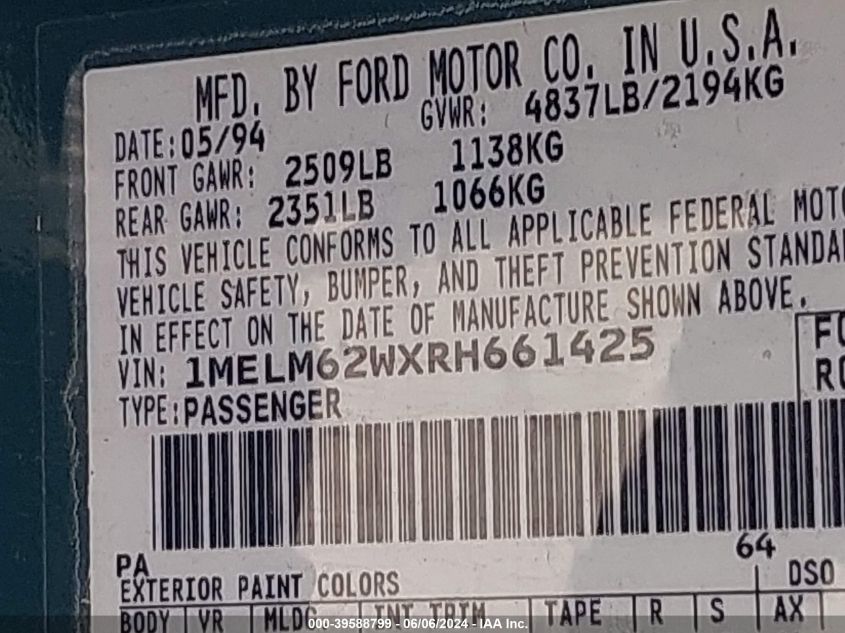 MFD. BY FORD MOTOR CO. IN U.S.A.
DATE: 05/94 GVWR: 4837LB/2194KG
FRONT GAWR: 2509LB 1138KG
REAR GAWR: 2351LB 1066KG
THIS VEHICLE CONFORMS TO ALL APPLICABLE FEDERAL MOTO
VEHICLE SAFETY, BUMPER, AND THEFT PREVENTION STANDA
IN EFFECT ON THE DATE OF MANUFACTURE SHOWN ABOVE.
VIN: 1MELM62WXRH661425
FO
RO
TYPE: PASSENGER
64
PA
EXTERIOR PAINT COLORS DSO
BODY VR MLDG INT TRIM TAPE R S AX
000-39588799 - 06/06/2024 - IAA Inc.